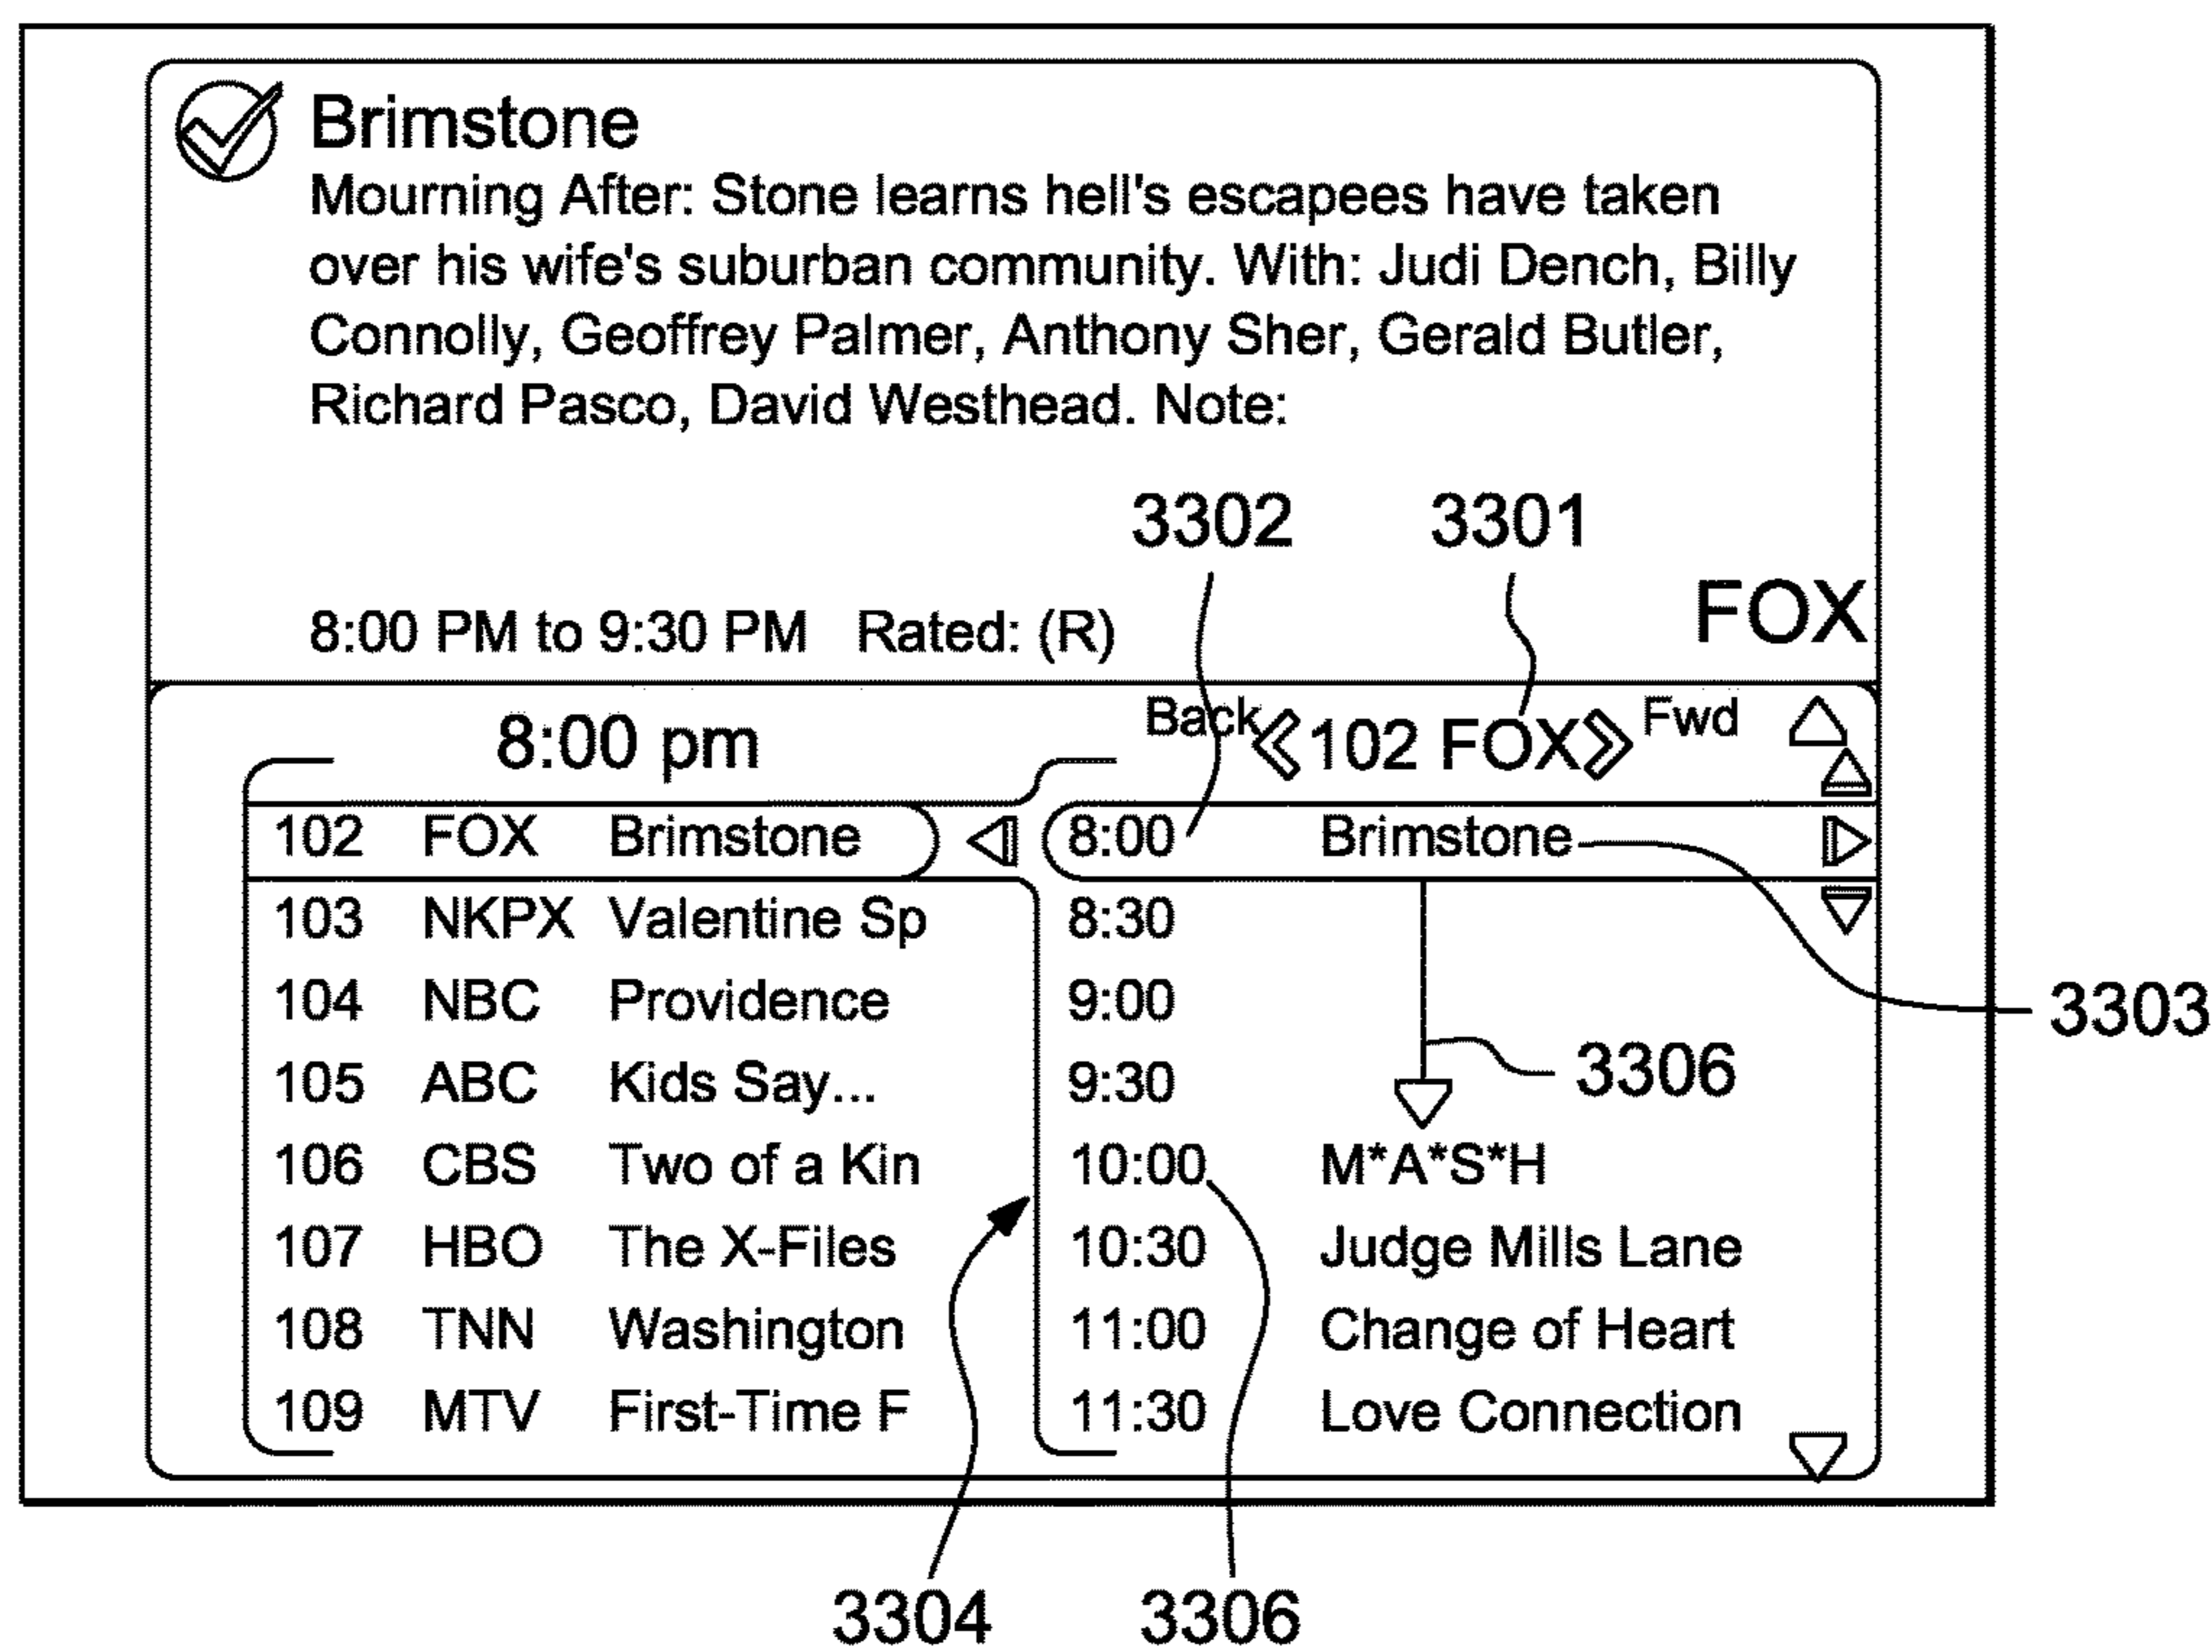 Brimstone
Mourning After: Stone learns hell's escapees have taken
over his wife's suburban community. With: Judi Dench, Billy
Connolly, Geoffrey Palmer, Anthony Sher, Gerald Butler,
Richard Pasco, David Westhead. Note:
3302 3301
8:00 PM to 9:30 PM Rated: (R) FOX
8:00 pm Back 102 FOX Fwd
102 FOX Brimstone 8:00 Brimstone
103 NKPX Valentine Sp 8:30
104 NBC Providence 9:00 3303
105 ABC Kids Say... 9:30 3306
106 CBS Two of a Kin 10:00 M*A*S*H
107 HBO The X-Files 10:30 Judge Mills Lane
108 TNN Washington 11:00 Change of Heart
109 MTV First-Time F 11:30 Love Connection
3304 3306